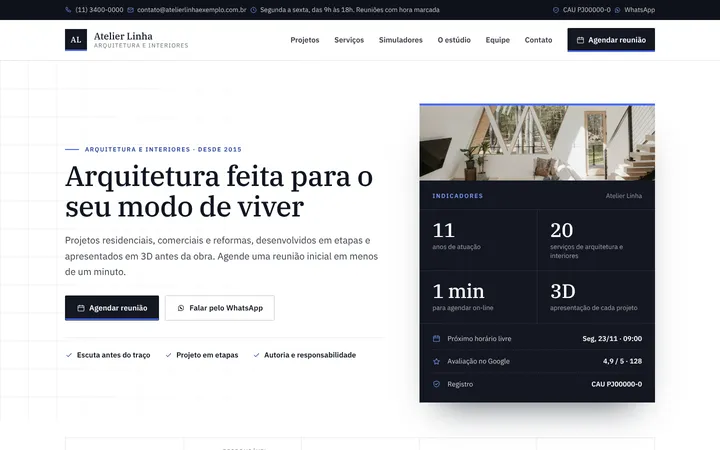 (11) 3400-0000 contato@atelierlinhaexemplo.com.br Segunda a sexta, das 9h às 18h. Reuniões com hora marcada CAU PJ00000-0 WhatsApp
AL Atelier Linha
ARQUITETURA E INTERIORES
Projetos Serviços Simuladores O estúdio Equipe Contato Agendar reunião
ARQUITETURA E INTERIORES · DESDE 2015
Arquitetura feita para o
seu modo de viver
Projetos residenciais, comerciais e reformas, desenvolvidos em etapas e
apresentados em 3D antes da obra. Agende uma reunião inicial em menos
de um minuto.
Agendar reunião Falar pelo WhatsApp
Escuta antes do traço Projeto em etapas Autoria e responsabilidade
INDICADORES Atelier Linha
11
anos de atuação
20
serviços de arquitetura e
interiores
1 min
para agendar on-line
3D
apresentação de cada projeto
Próximo horário livre Seg, 23/11 · 09:00
Avaliação no Google 4,9 / 5 · 128
Registro CAU PJ00000-0